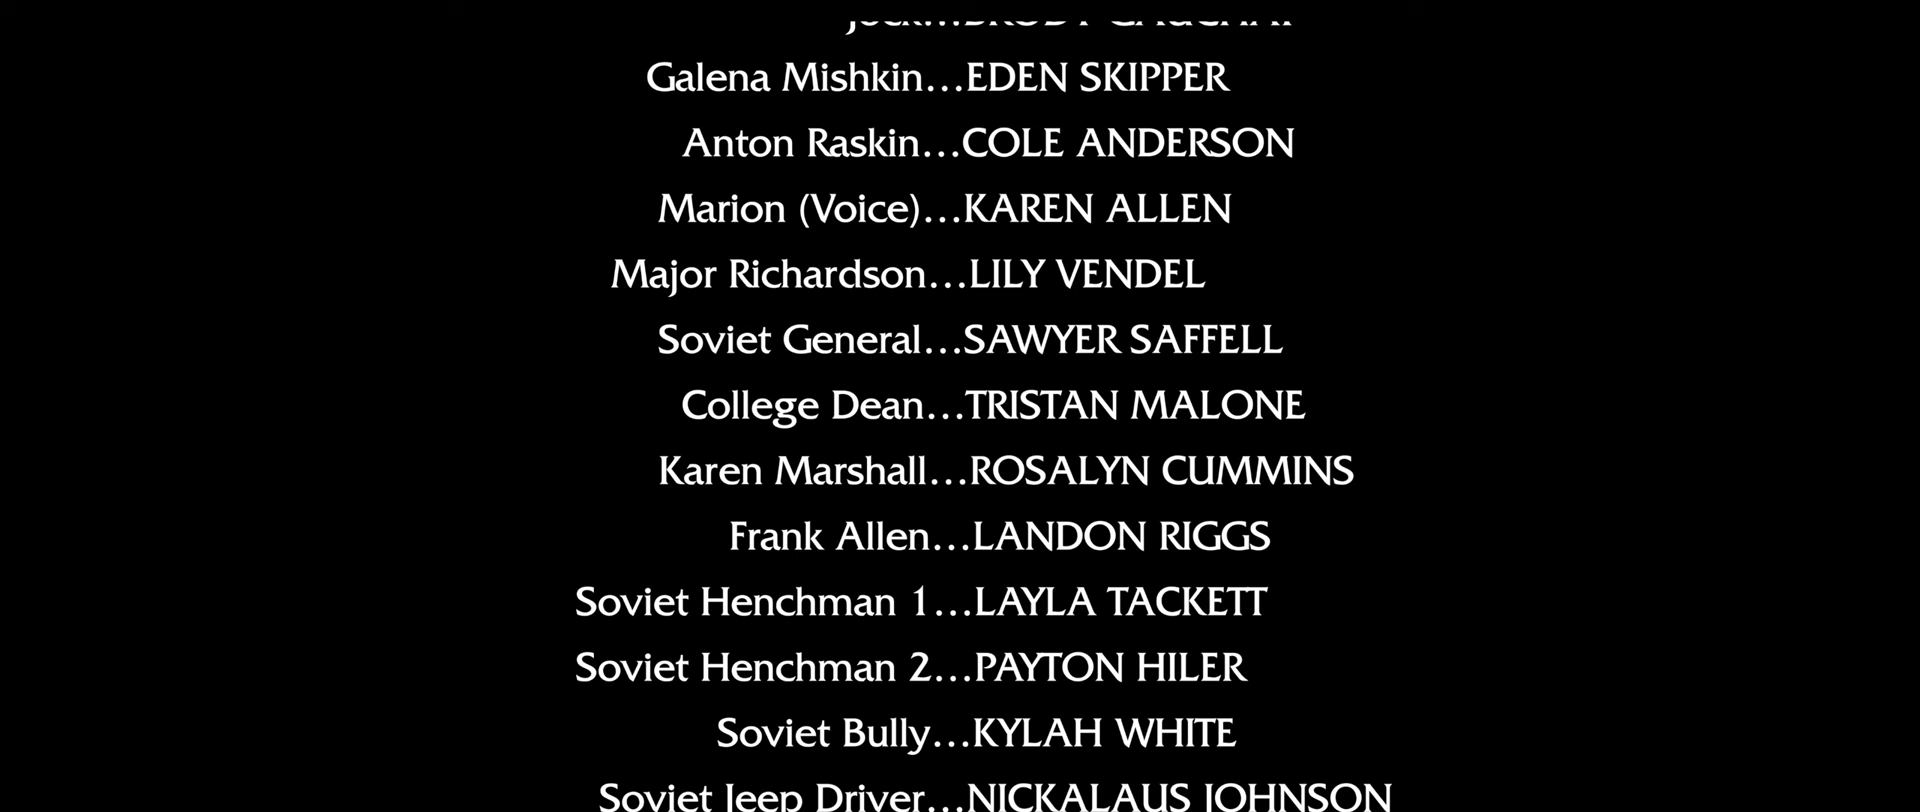 Galena Mishkin...EDEN SKIPPER
Anton Raskin...COLE ANDERSON
Marion (Voice)...KAREN ALLEN
Major Richardson...LILY VENDEL
Soviet General...SAWYER SAFFELL
College Dean...TRISTAN MALONE
Karen Marshall...ROSALYN CUMMINS
Frank Allen...LANDON RIGGS
Soviet Henchman 1...LAYLA TACKETT
Soviet Henchman 2...PAYTON HILER
Soviet Bully...KYLAH WHITE
Soviet Jeep Driver...NICKALAUS JOHNSON